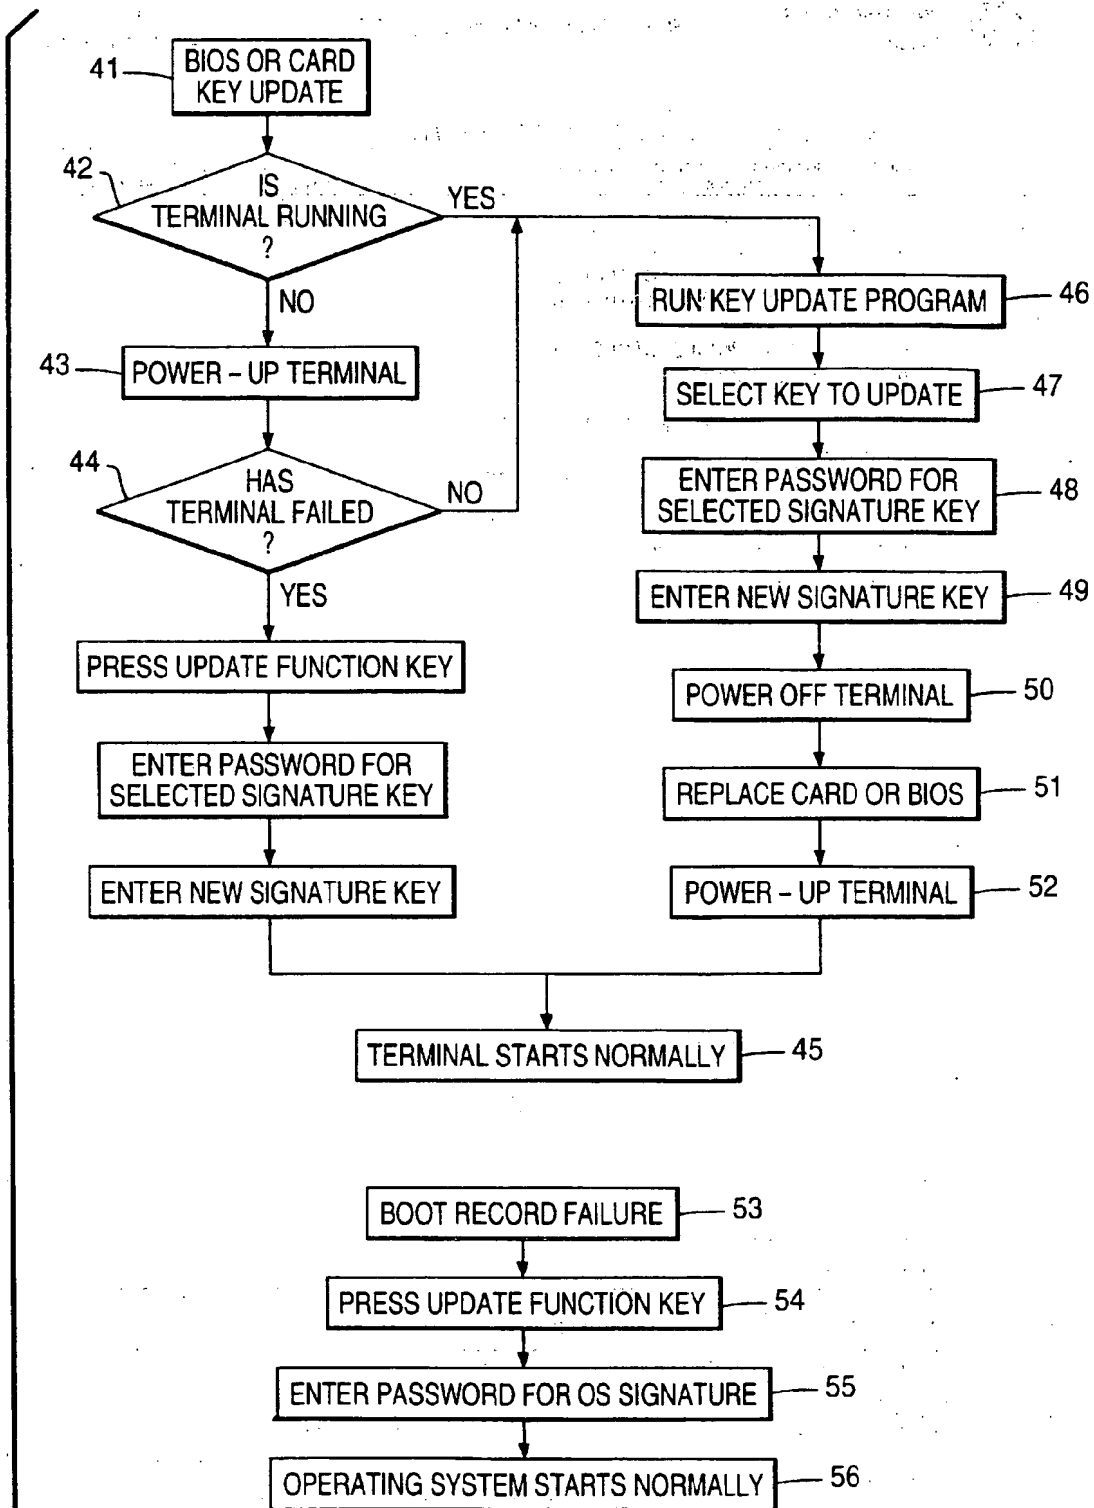 41
BIOS OR CARD
KEY UPDATE
42
IS
TERMINAL RUNNING
?
YES
NO
43
POWER – UP TERMINAL
44
HAS
TERMINAL FAILED
?
NO
YES
PRESS UPDATE FUNCTION KEY
ENTER PASSWORD FOR
SELECTED SIGNATURE KEY
ENTER NEW SIGNATURE KEY
RUN KEY UPDATE PROGRAM
46
SELECT KEY TO UPDATE
47
ENTER PASSWORD FOR
SELECTED SIGNATURE KEY
48
ENTER NEW SIGNATURE KEY
49
POWER OFF TERMINAL
50
REPLACE CARD OR BIOS
51
POWER – UP TERMINAL
52
TERMINAL STARTS NORMALLY
45
BOOT RECORD FAILURE
53
PRESS UPDATE FUNCTION KEY
54
ENTER PASSWORD FOR OS SIGNATURE
55
OPERATING SYSTEM STARTS NORMALLY
56